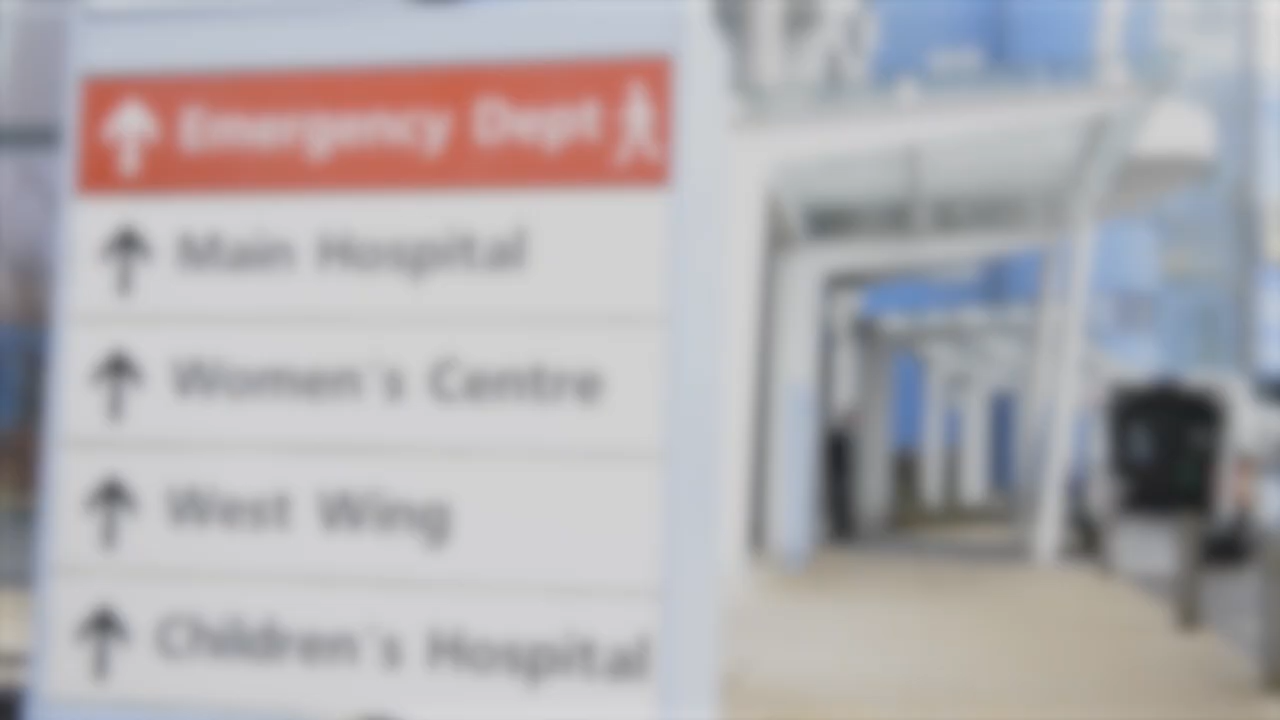 Emergency Dept
Main Hospital
Women's Centre
West Wing
Children's Hospital